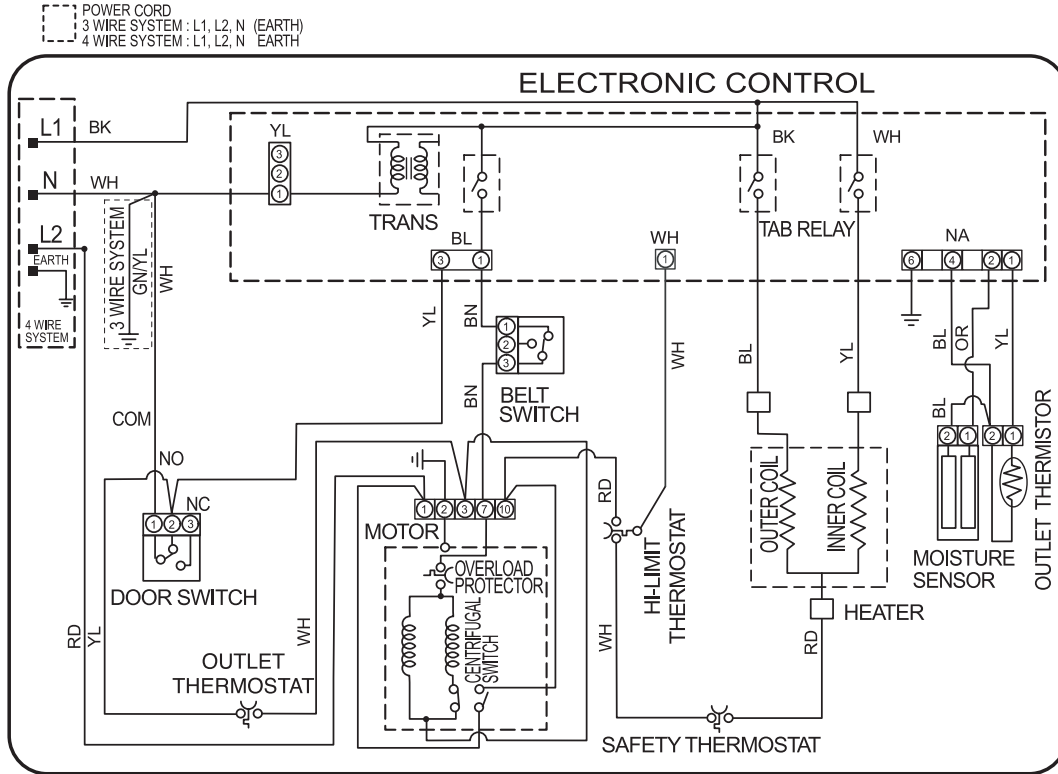 POWER CORD
3 WIRE SYSTEM : L1, L2, N (EARTH)
4 WIRE SYSTEM : L1, L2, N EARTH
ELECTRONIC CONTROL
L1
BK
N
WH
L2
EARTH
4 WIRE
SYSTEM
3 WIRE SYSTEM
GN/YL
WH
YL
3
2
1
TRANS
BL
3
1
WH
1
BK
WH
TAB RELAY
NA
6
4
2
1
YL
BN
1
2
3
BELT
SWITCH
BN
WH
BL
YL
BL
OR
YL
BL
2
1
2
1
OUTLET THERMISTOR
MOISTURE
SENSOR
COM
NO
NC
1
2
3
DOOR SWITCH
MOTOR
1
2
3
7
10
OVERLOAD
PROTECTOR
CENTRIFUGAL
SWITCH
RD
HI-LIMIT
THERMOSTAT
OUTER COIL
INNER COIL
HEATER
RD
YL
WH
OUTLET
THERMOSTAT
WH
RD
SAFETY THERMOSTAT